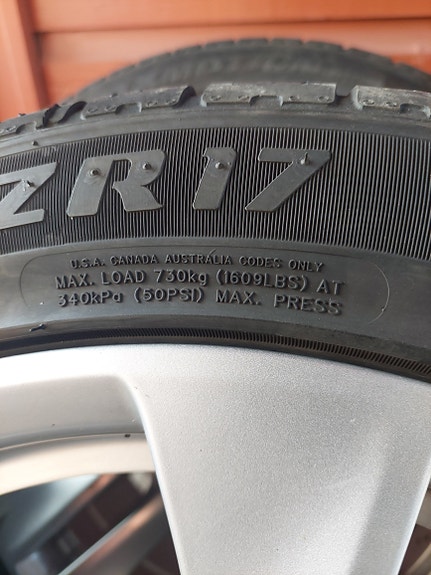 ZR17
U.S.A. CANADA AUSTRALIA CODES ONLY
MAX. LOAD 730kg (1609LBS) AT
340kPa (50PSI) MAX. PRESS